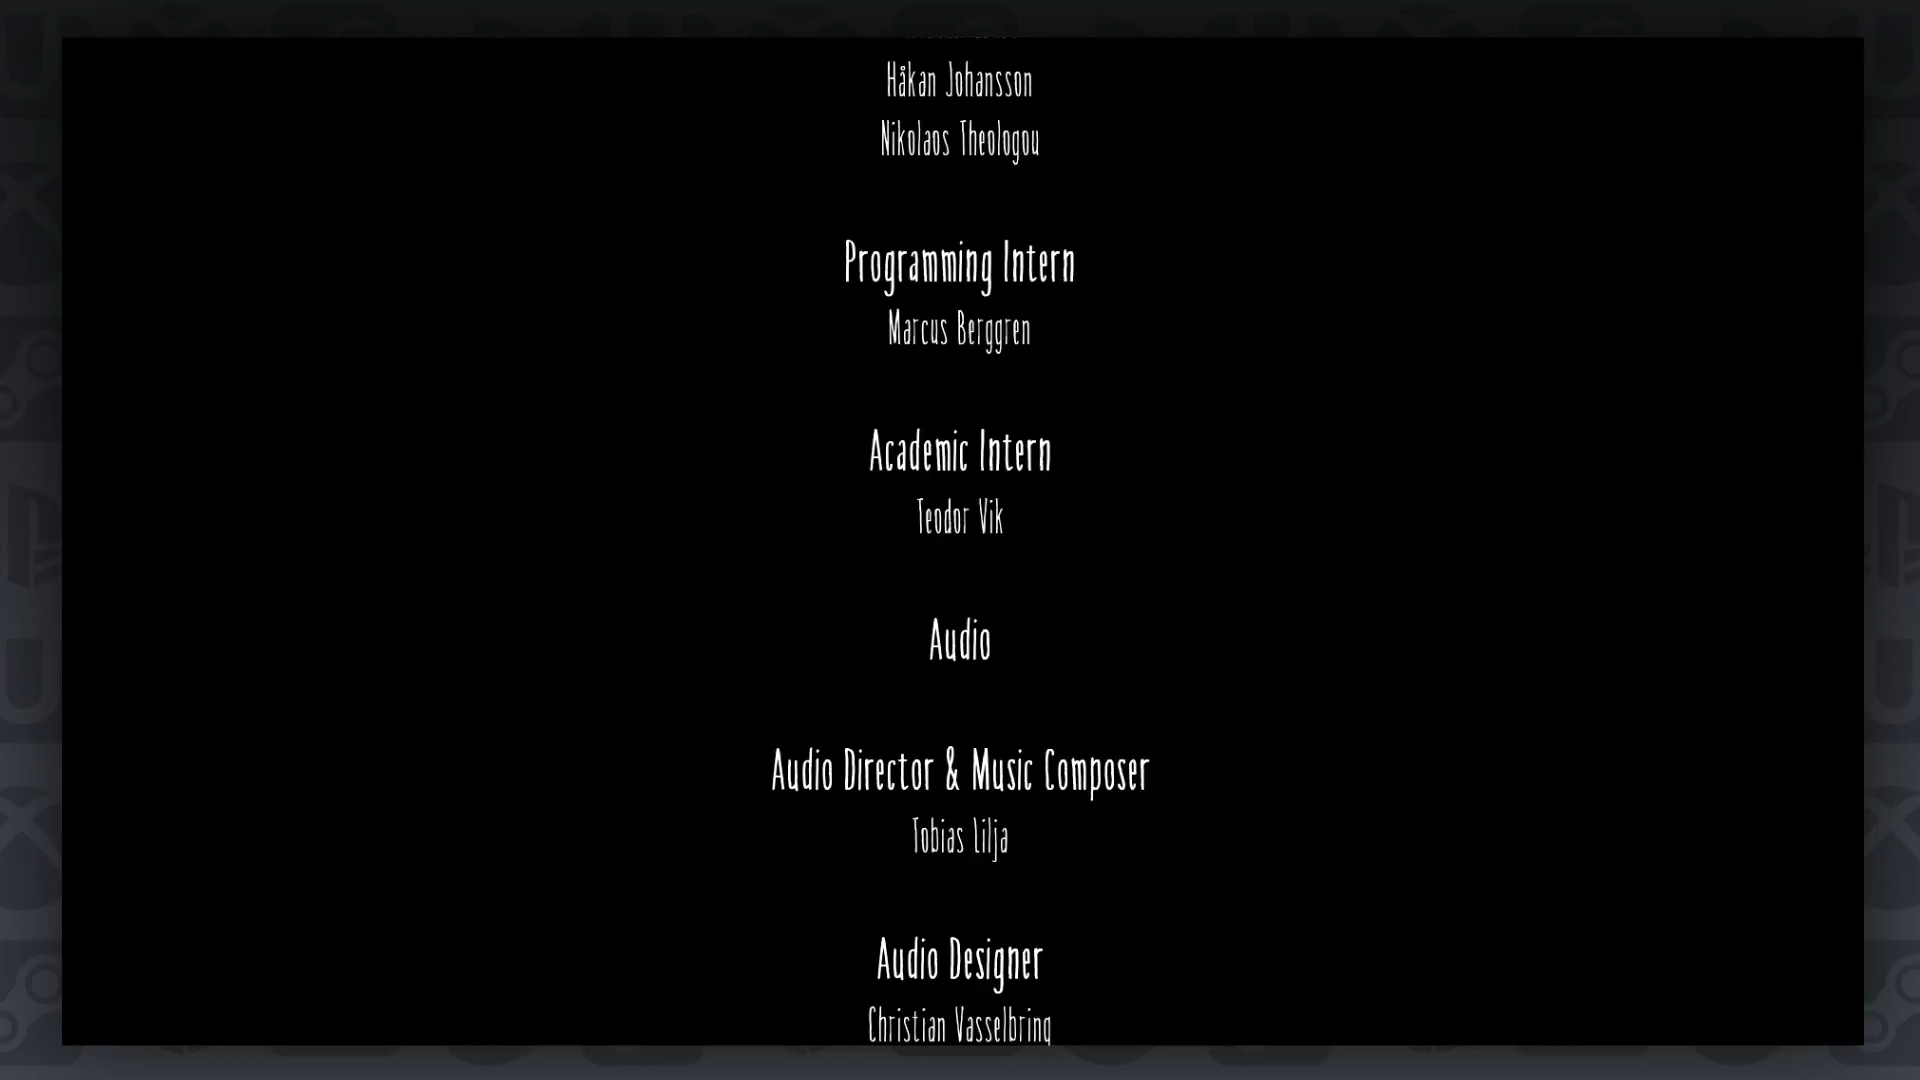 Håkan Johansson
Nikolaos Theologou
Programming Intern
Marcus Berggren
Academic Intern
Teodor Vik
Audio
Audio Director & Music Composer
Tobias Lilja
Audio Designer
Christian Vasselbring